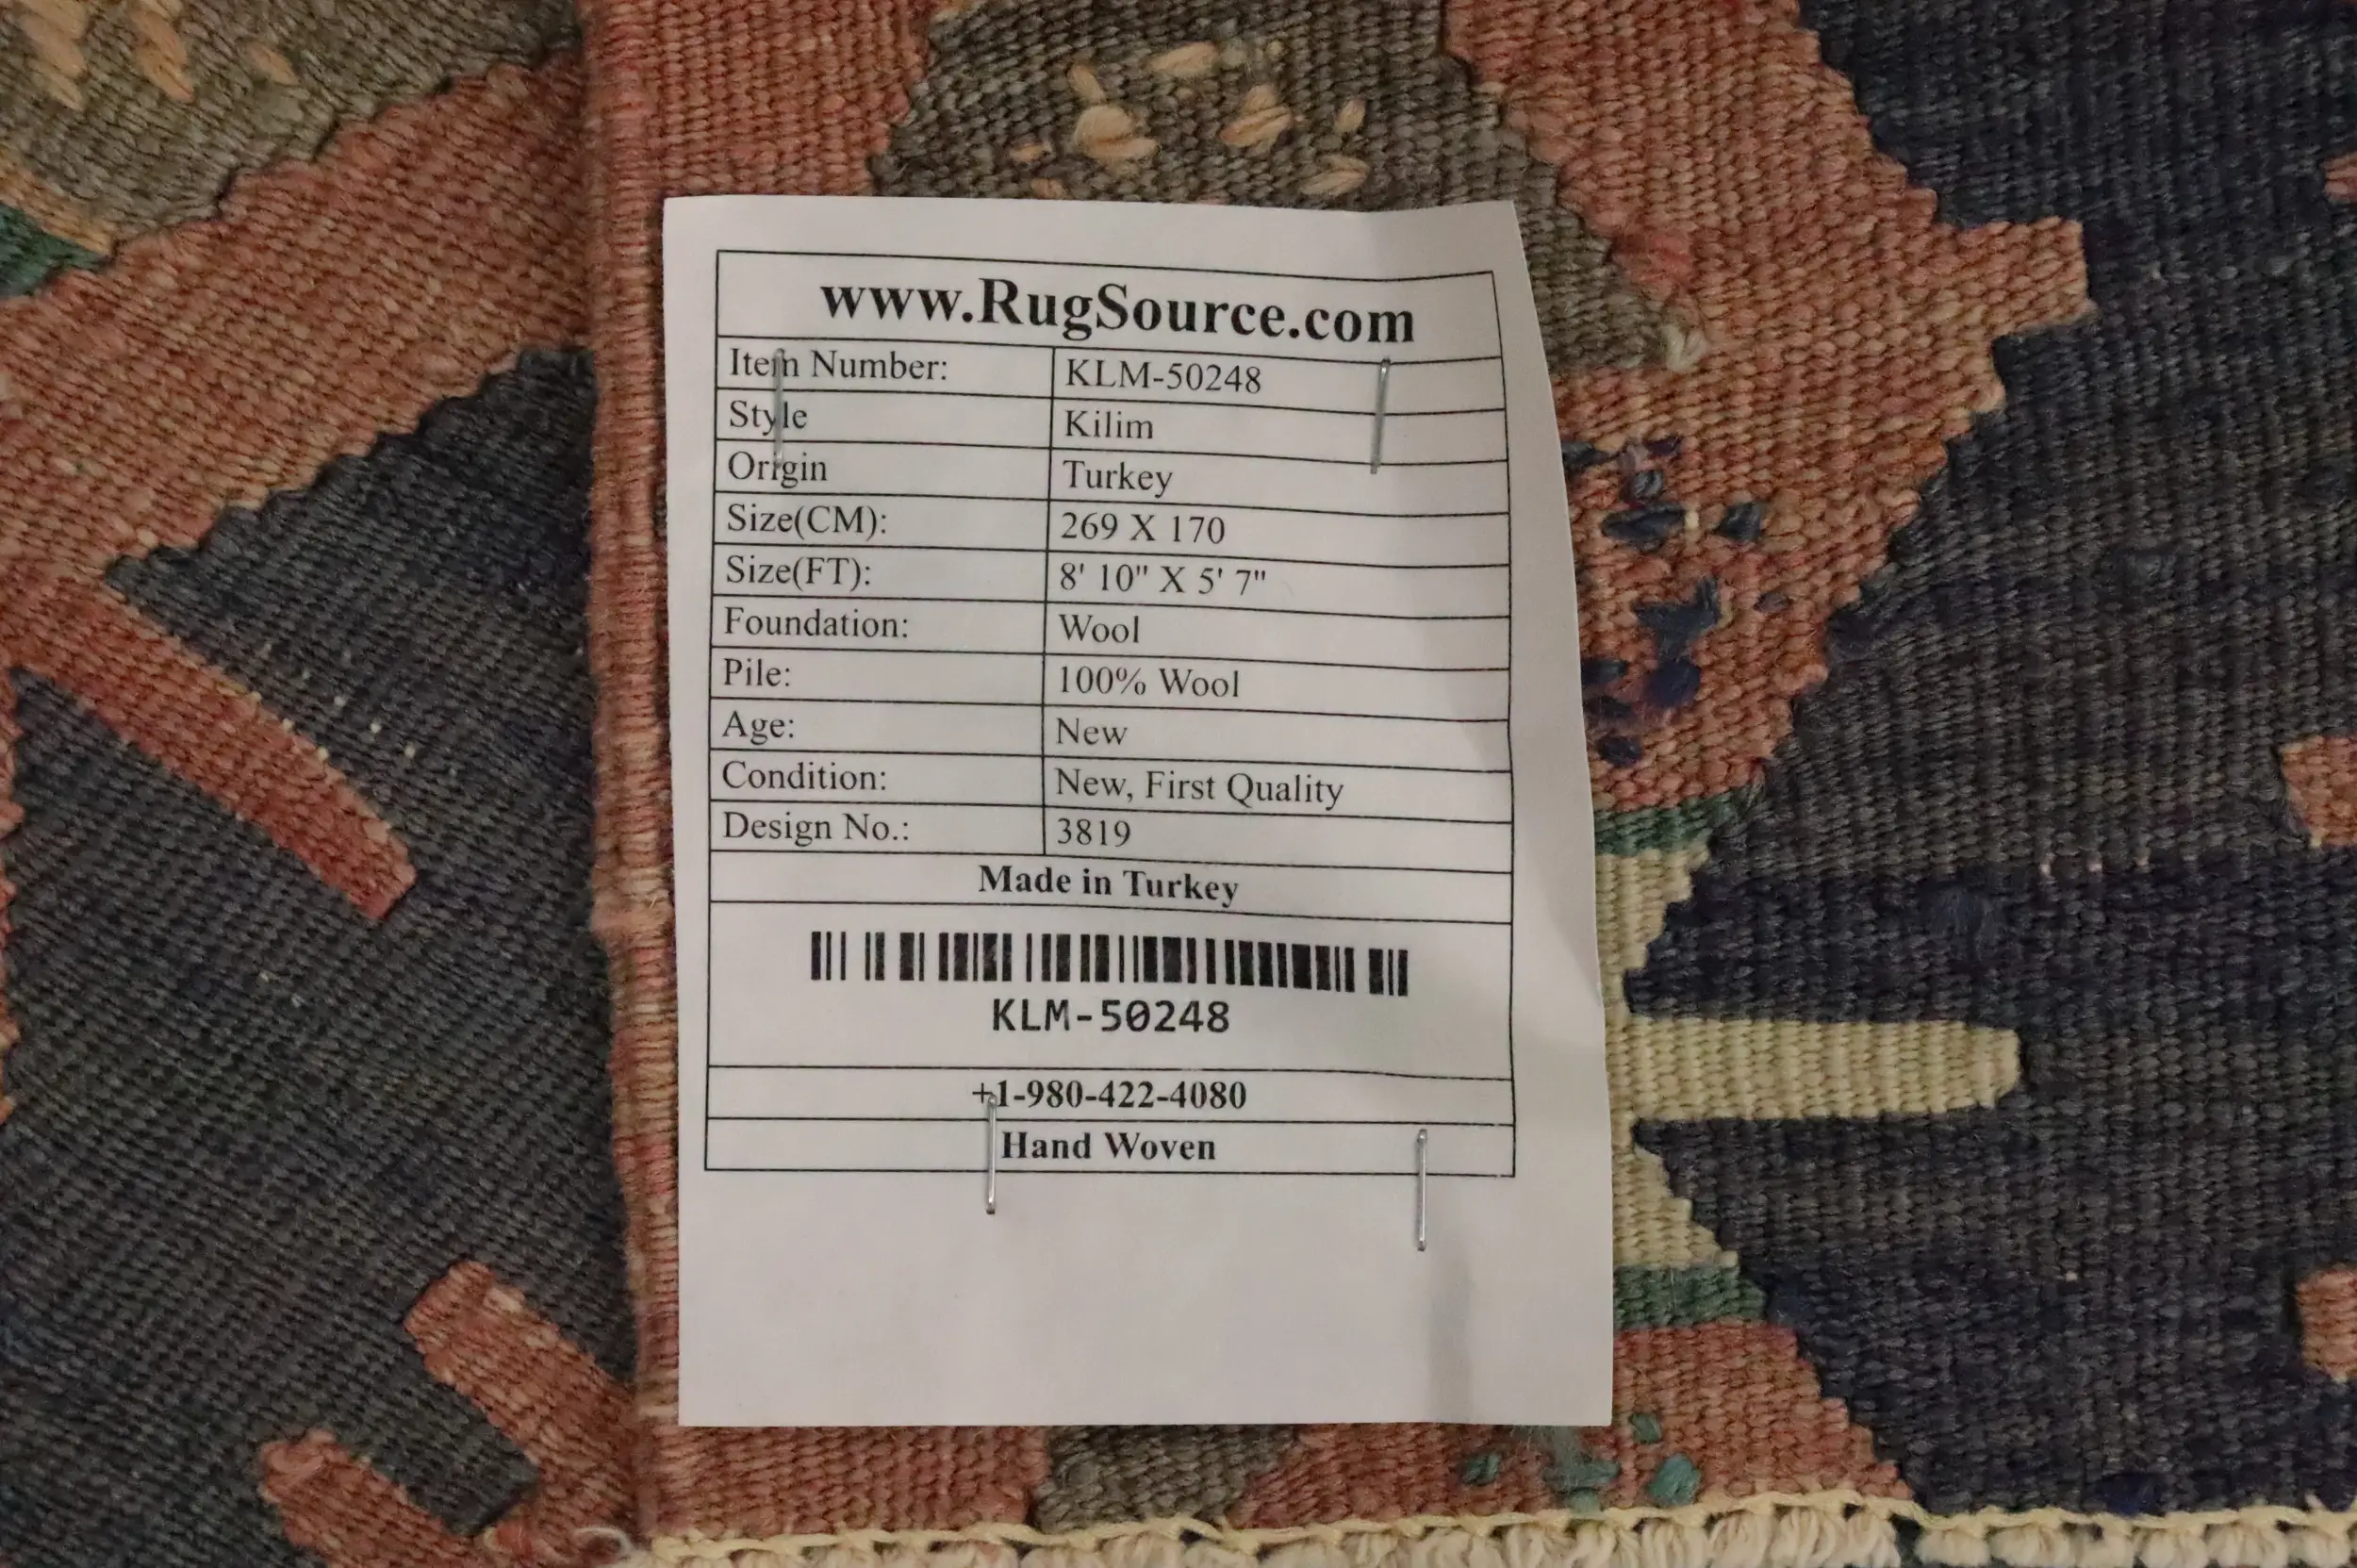 www.RugSource.com
Item Number: KLM-50248
Style Kilim
Origin Turkey
Size(CM): 269 X 170
Size(FT): 8' 10" X 5' 7"
Foundation: Wool
Pile: 100% Wool
Age: New
Condition: New, First Quality
Design No.: 3819
Made in Turkey
KLM-50248
+1-980-422-4080
Hand Woven